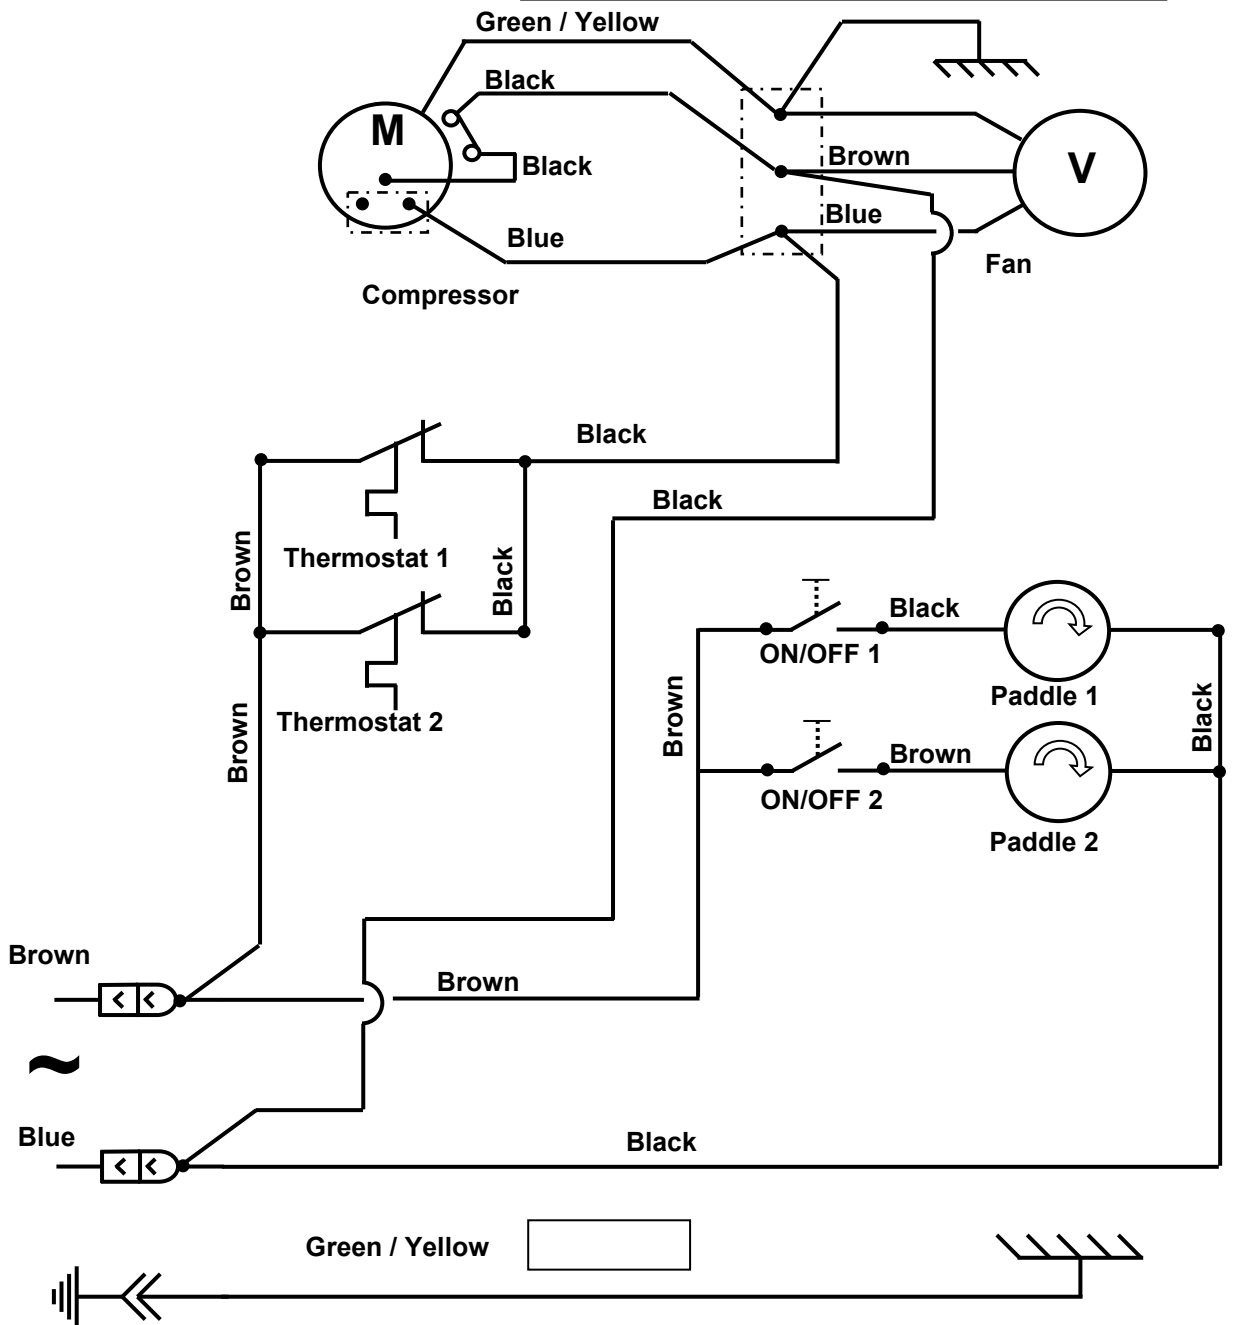 Green / Yellow
Black
M
Black
Brown
V
Blue
Blue
Fan
Compressor
Black
Black
Brown
Thermostat 1
Black
Black
ON/OFF 1
Paddle 1
Brown
Black
Thermostat 2
Brown
Brown
ON/OFF 2
Paddle 2
Brown
Brown
~
Blue
Black
Green / Yellow